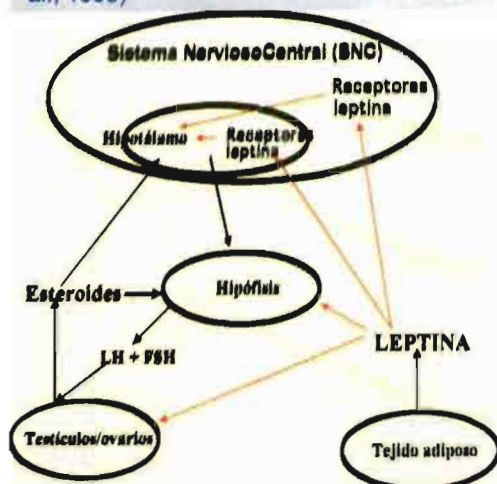 al., 1999)
Sistema NerviosoCentral (SNC)
Receptores
leptina
Hipotálamo
Receptores
leptina
Esteroides
Hipófisis
LH + FSH
LEPTINA
Testículos/ovarios
Tejido adiposo